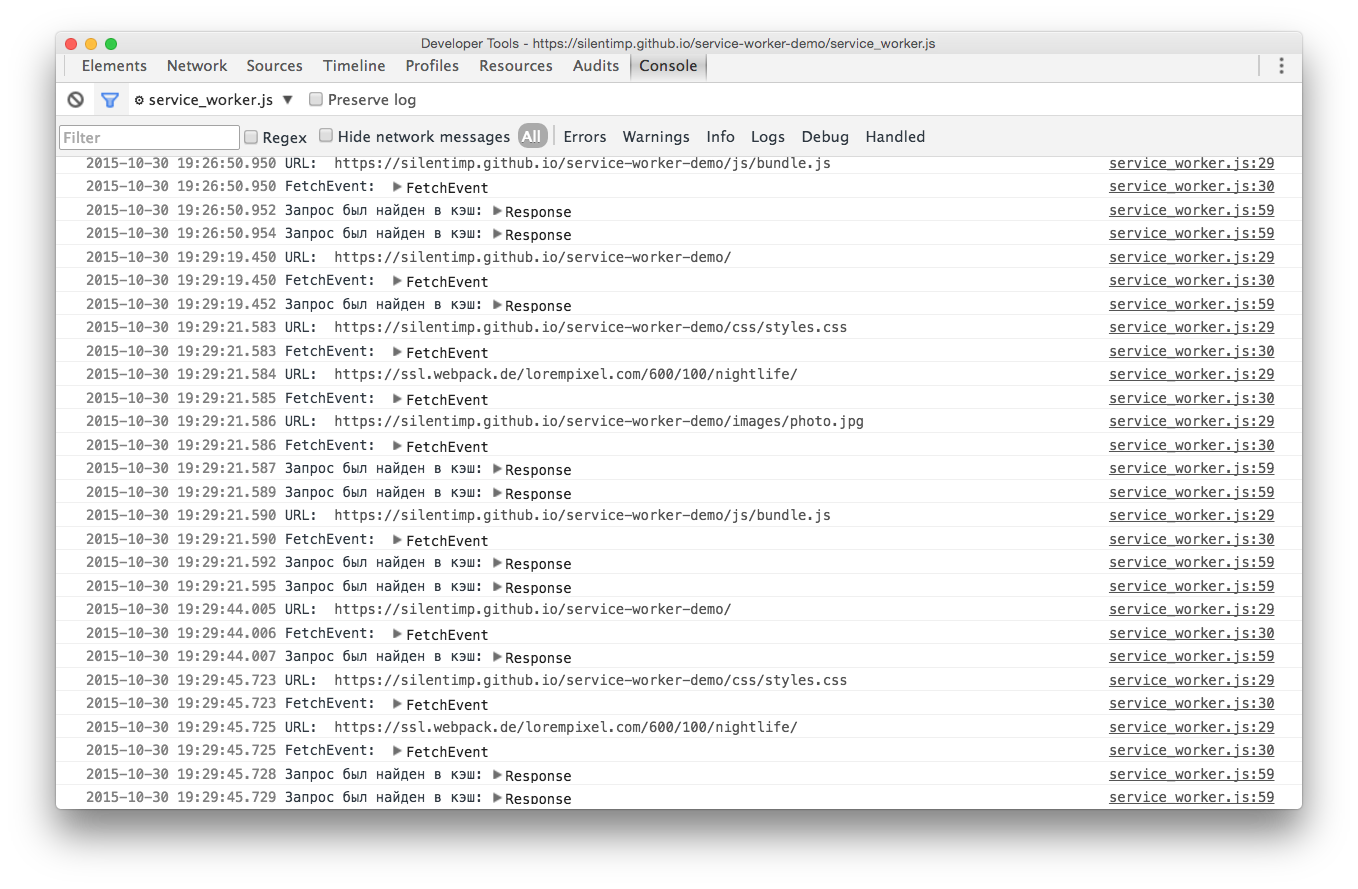 Developer Tools - https://silentimp.github.io/service-worker-demo/service_worker.js
Elements Network Sources Timeline Profiles Resources Audits Console
service_worker.js ▼ Preserve log
Filter Regex Hide network messages All Errors Warnings Info Logs Debug Handled
2015-10-30 19:26:50.950 URL: https://silentimp.github.io/service-worker-demo/js/bundle.js service_worker.js:29
2015-10-30 19:26:50.950 FetchEvent: ▶ FetchEvent service_worker.js:30
2015-10-30 19:26:50.952 Запрос был найден в кэш: ▶ Response service_worker.js:59
2015-10-30 19:26:50.954 Запрос был найден в кэш: ▶ Response service_worker.js:59
2015-10-30 19:29:19.450 URL: https://silentimp.github.io/service-worker-demo/ service_worker.js:29
2015-10-30 19:29:19.450 FetchEvent: ▶ FetchEvent service_worker.js:30
2015-10-30 19:29:19.452 Запрос был найден в кэш: ▶ Response service_worker.js:59
2015-10-30 19:29:21.583 URL: https://silentimp.github.io/service-worker-demo/css/styles.css service_worker.js:29
2015-10-30 19:29:21.583 FetchEvent: ▶ FetchEvent service_worker.js:30
2015-10-30 19:29:21.584 URL: https://ssl.webpack.de/lorempixel.com/600/100/nightlife/ service_worker.js:29
2015-10-30 19:29:21.585 FetchEvent: ▶ FetchEvent service_worker.js:30
2015-10-30 19:29:21.586 URL: https://silentimp.github.io/service-worker-demo/images/photo.jpg service_worker.js:29
2015-10-30 19:29:21.586 FetchEvent: ▶ FetchEvent service_worker.js:30
2015-10-30 19:29:21.587 Запрос был найден в кэш: ▶ Response service_worker.js:59
2015-10-30 19:29:21.589 Запрос был найден в кэш: ▶ Response service_worker.js:59
2015-10-30 19:29:21.590 URL: https://silentimp.github.io/service-worker-demo/js/bundle.js service_worker.js:29
2015-10-30 19:29:21.590 FetchEvent: ▶ FetchEvent service_worker.js:30
2015-10-30 19:29:21.592 Запрос был найден в кэш: ▶ Response service_worker.js:59
2015-10-30 19:29:21.595 Запрос был найден в кэш: ▶ Response service_worker.js:59
2015-10-30 19:29:44.005 URL: https://silentimp.github.io/service-worker-demo/ service_worker.js:29
2015-10-30 19:29:44.006 FetchEvent: ▶ FetchEvent service_worker.js:30
2015-10-30 19:29:44.007 Запрос был найден в кэш: ▶ Response service_worker.js:59
2015-10-30 19:29:45.723 URL: https://silentimp.github.io/service-worker-demo/css/styles.css service_worker.js:29
2015-10-30 19:29:45.723 FetchEvent: ▶ FetchEvent service_worker.js:30
2015-10-30 19:29:45.725 URL: https://ssl.webpack.de/lorempixel.com/600/100/nightlife/ service_worker.js:29
2015-10-30 19:29:45.725 FetchEvent: ▶ FetchEvent service_worker.js:30
2015-10-30 19:29:45.728 Запрос был найден в кэш: ▶ Response service_worker.js:59
2015-10-30 19:29:45.729 Запрос был найден в кэш: ▶ Response service_worker.js:59